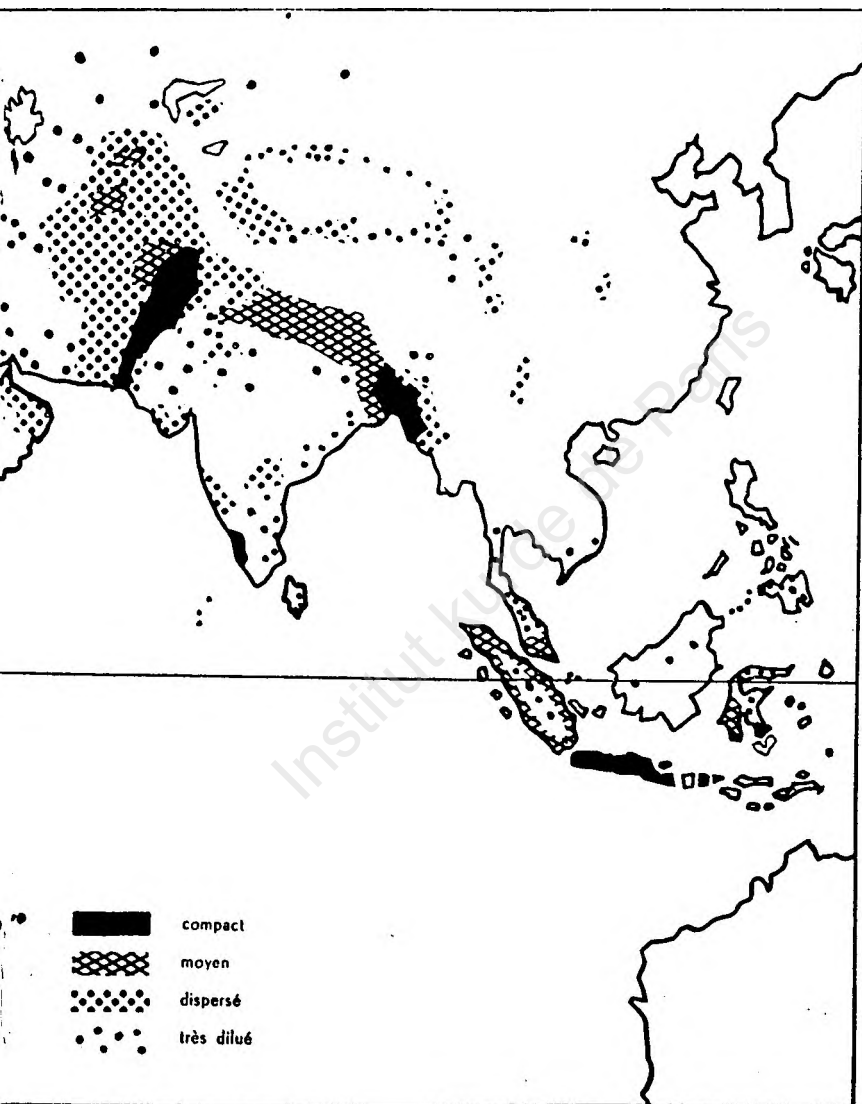 Institut kurde de Paris
compact
moyen
dispersé
très dilué